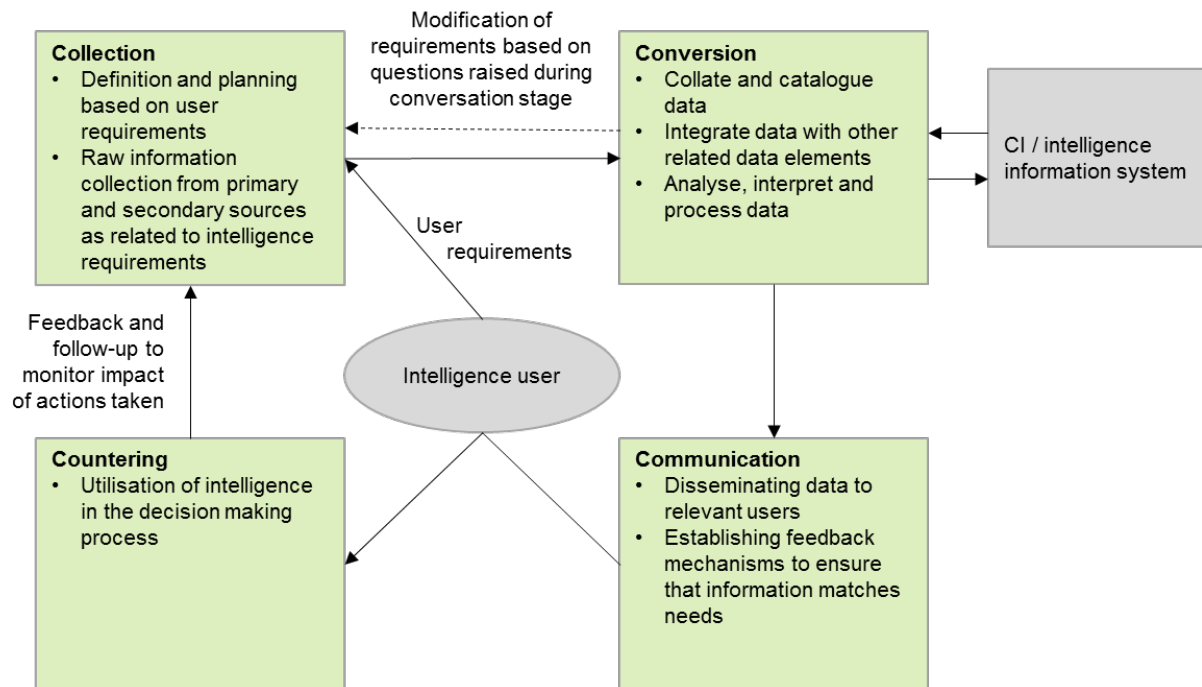 Modification of
requirements based on
questions raised during
conversation stage
Collection
• Definition and planning
based on user
requirements
• Raw information
collection from primary
and secondary sources
as related to intelligence
requirements
Conversion
• Collate and catalogue
data
• Integrate data with other
related data elements
• Analyse, interpret and
process data
CI / intelligence
information system
User
requirements
Feedback and
follow-up to
monitor impact
of actions taken
Intelligence user
Countering
• Utilisation of intelligence
in the decision making
process
Communication
• Disseminating data to
relevant users
• Establishing feedback
mechanisms to ensure
that information matches
needs